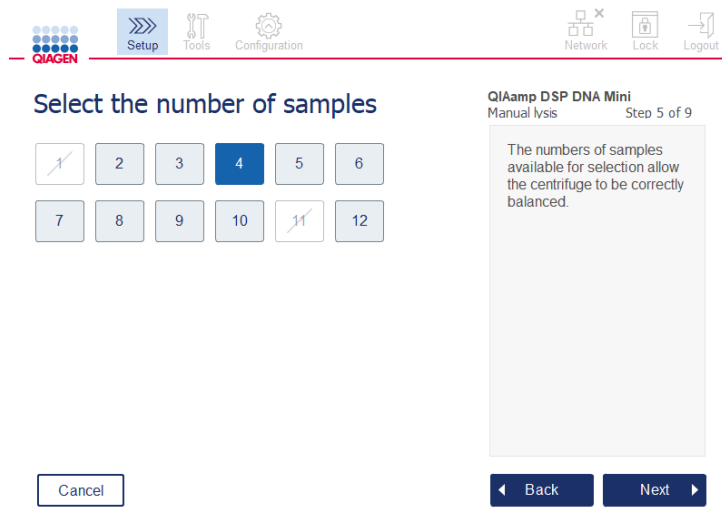 QIAGEN
Setup
Tools
Configuration
Network
Lock
Logout
Select the number of samples
QIAamp DSP DNA Mini
Manual lysis Step 5 of 9
1 2 3 4 5 6
7 8 9 10 11 12
The numbers of samples
available for selection allow
the centrifuge to be correctly
balanced.
Cancel
Back
Next